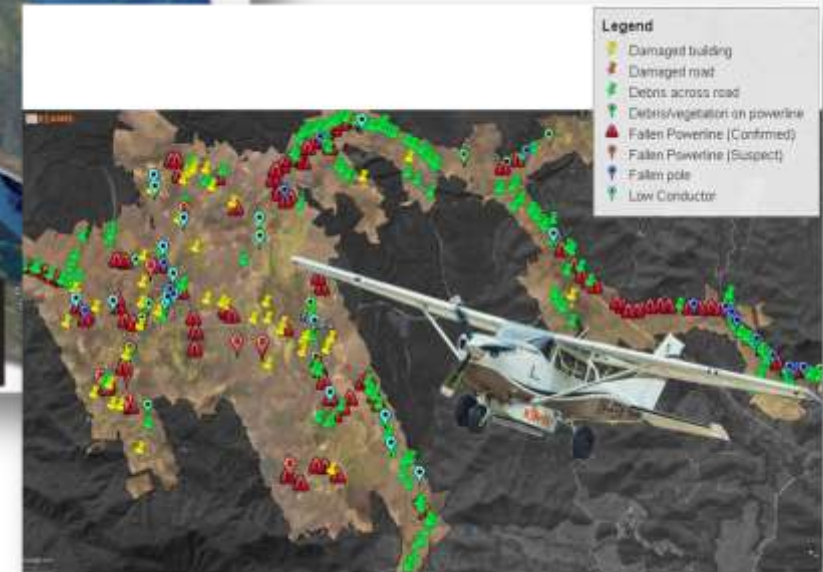 Legend
Damaged building
Damaged road
Debris across road
Debris/vegetation on powerline
Fallen Powerline (Confirmed)
Fallen Powerline (Suspect)
Fallen pole
Low Conductor